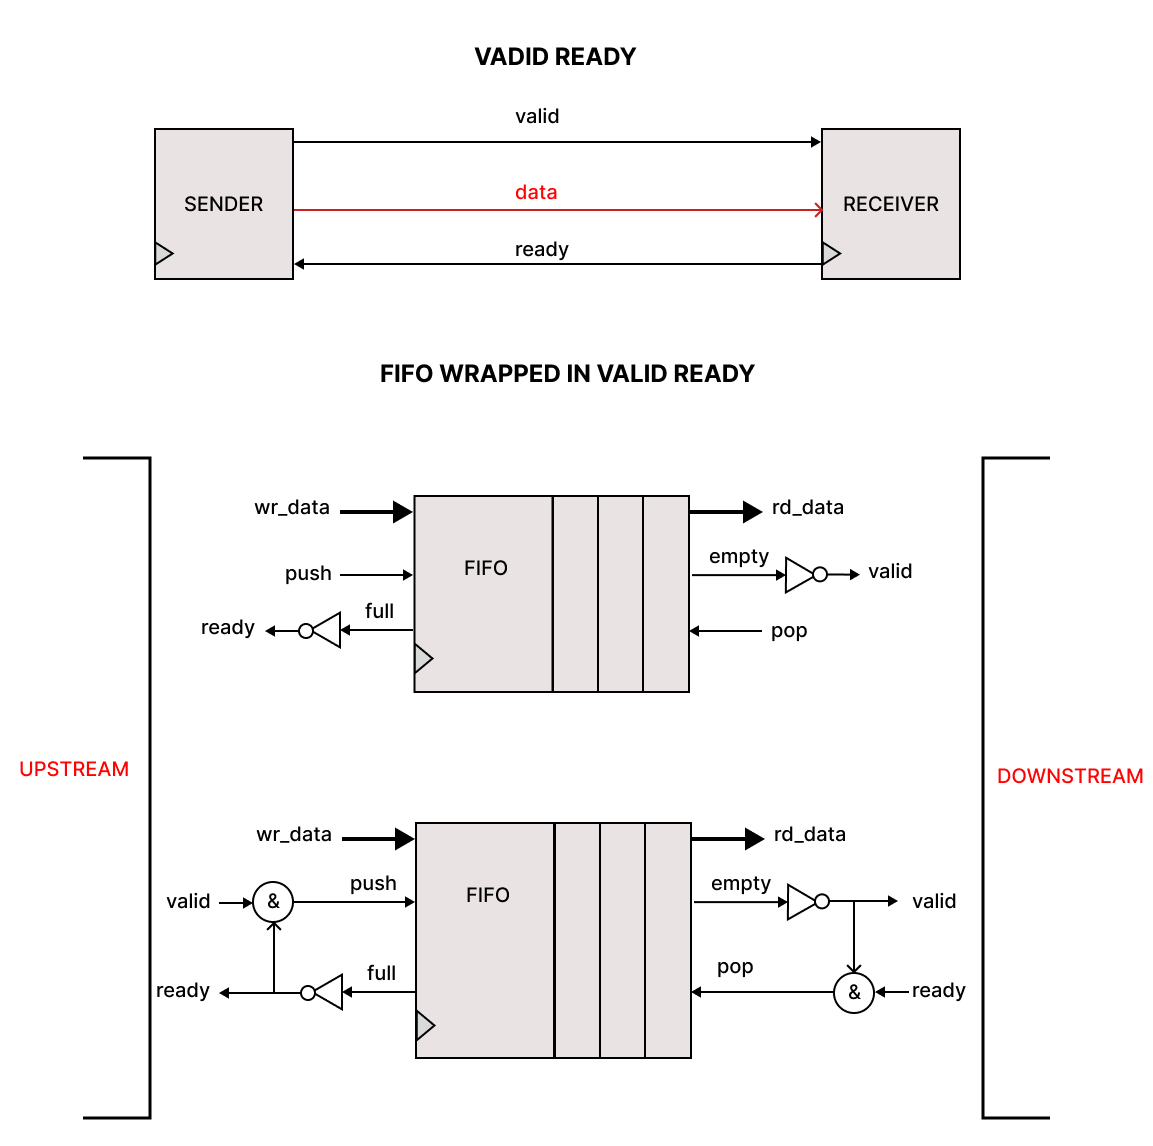 VADID READY
valid
SENDER
data
RECEIVER
ready
FIFO WRAPPED IN VALID READY
wr_data
rd_data
FIFO
empty
push
valid
full
ready
pop
UPSTREAM
DOWNSTREAM
wr_data
rd_data
push
FIFO
empty
valid
&
valid
full
pop
ready
&
ready